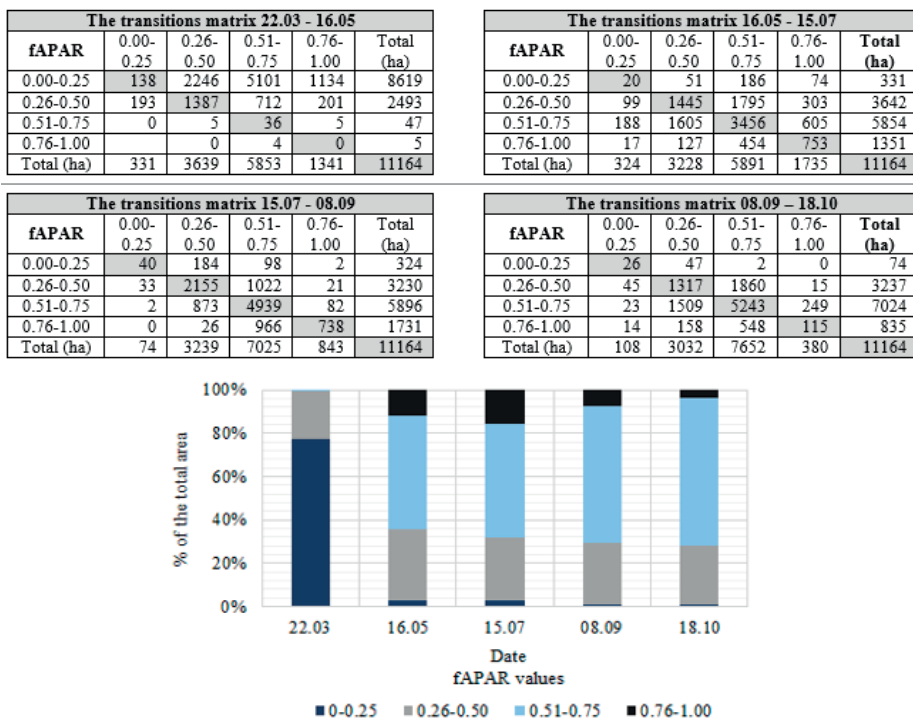 The transitions matrix 22.03 - 16.05
fAPAR 0.00-0.25 0.26-0.50 0.51-0.75 0.76-1.00 Total (ha)
0.00-0.25 138 2246 5101 1134 8619
0.26-0.50 193 1387 712 201 2493
0.51-0.75 0 5 36 5 47
0.76-1.00 0 4 0 5
Total (ha) 331 3639 5853 1341 11164
The transitions matrix 16.05 - 15.07
fAPAR 0.00-0.25 0.26-0.50 0.51-0.75 0.76-1.00 Total (ha)
0.00-0.25 20 51 186 74 331
0.26-0.50 99 1445 1795 303 3642
0.51-0.75 188 1605 3456 605 5854
0.76-1.00 17 127 454 753 1351
Total (ha) 324 3228 5891 1735 11164
The transitions matrix 15.07 - 08.09
fAPAR 0.00-0.25 0.26-0.50 0.51-0.75 0.76-1.00 Total (ha)
0.00-0.25 40 184 98 2 324
0.26-0.50 33 2155 1022 21 3230
0.51-0.75 2 873 4939 82 5896
0.76-1.00 0 26 966 738 1731
Total (ha) 74 3239 7025 843 11164
The transitions matrix 08.09 – 18.10
fAPAR 0.00-0.25 0.26-0.50 0.51-0.75 0.76-1.00 Total (ha)
0.00-0.25 26 47 2 0 74
0.26-0.50 45 1317 1860 15 3237
0.51-0.75 23 1509 5243 249 7024
0.76-1.00 14 158 548 115 835
Total (ha) 108 3032 7652 380 11164
% of the total area
100%
80%
60%
40%
20%
0%
22.03 16.05 15.07 08.09 18.10
Date
fAPAR values
0-0.25 0.26-0.50 0.51-0.75 0.76-1.00